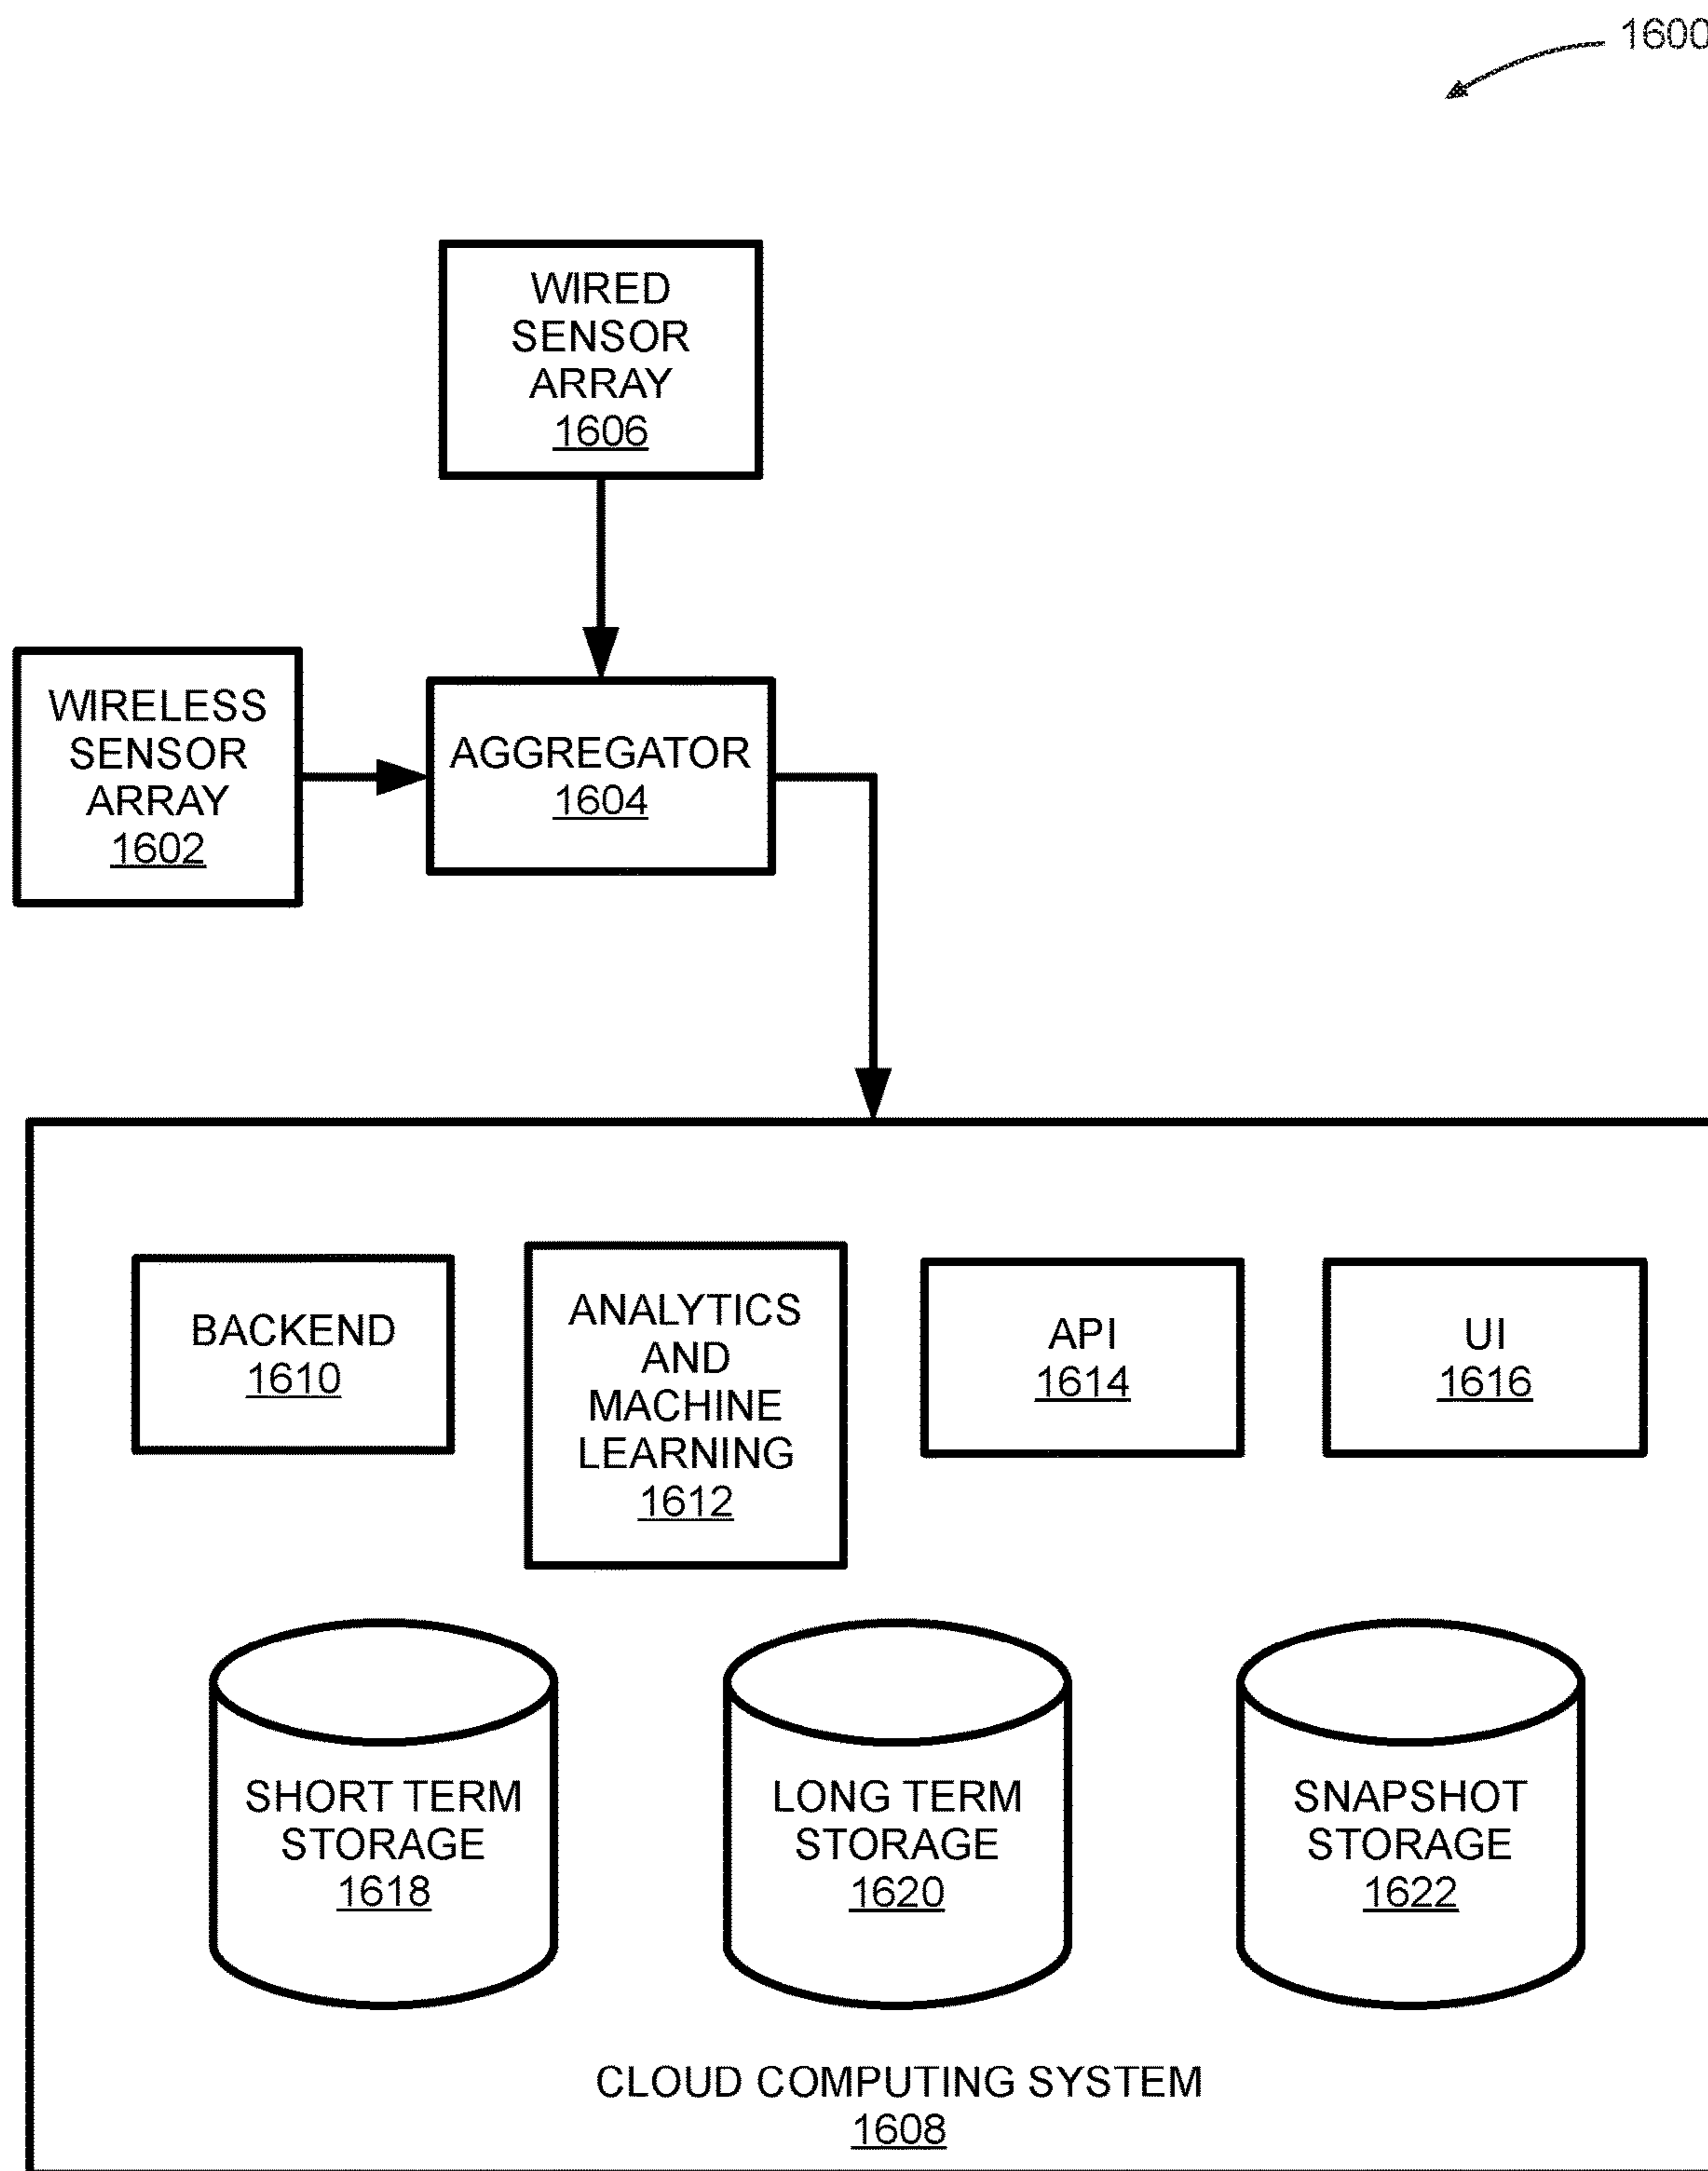 1600
WIRED
SENSOR
ARRAY
1606
WIRELESS
SENSOR
ARRAY
1602
AGGREGATOR
1604
BACKEND
1610
ANALYTICS
AND
MACHINE
LEARNING
1612
API
1614
UI
1616
SHORT TERM
STORAGE
1618
LONG TERM
STORAGE
1620
SNAPSHOT
STORAGE
1622
CLOUD COMPUTING SYSTEM
1608